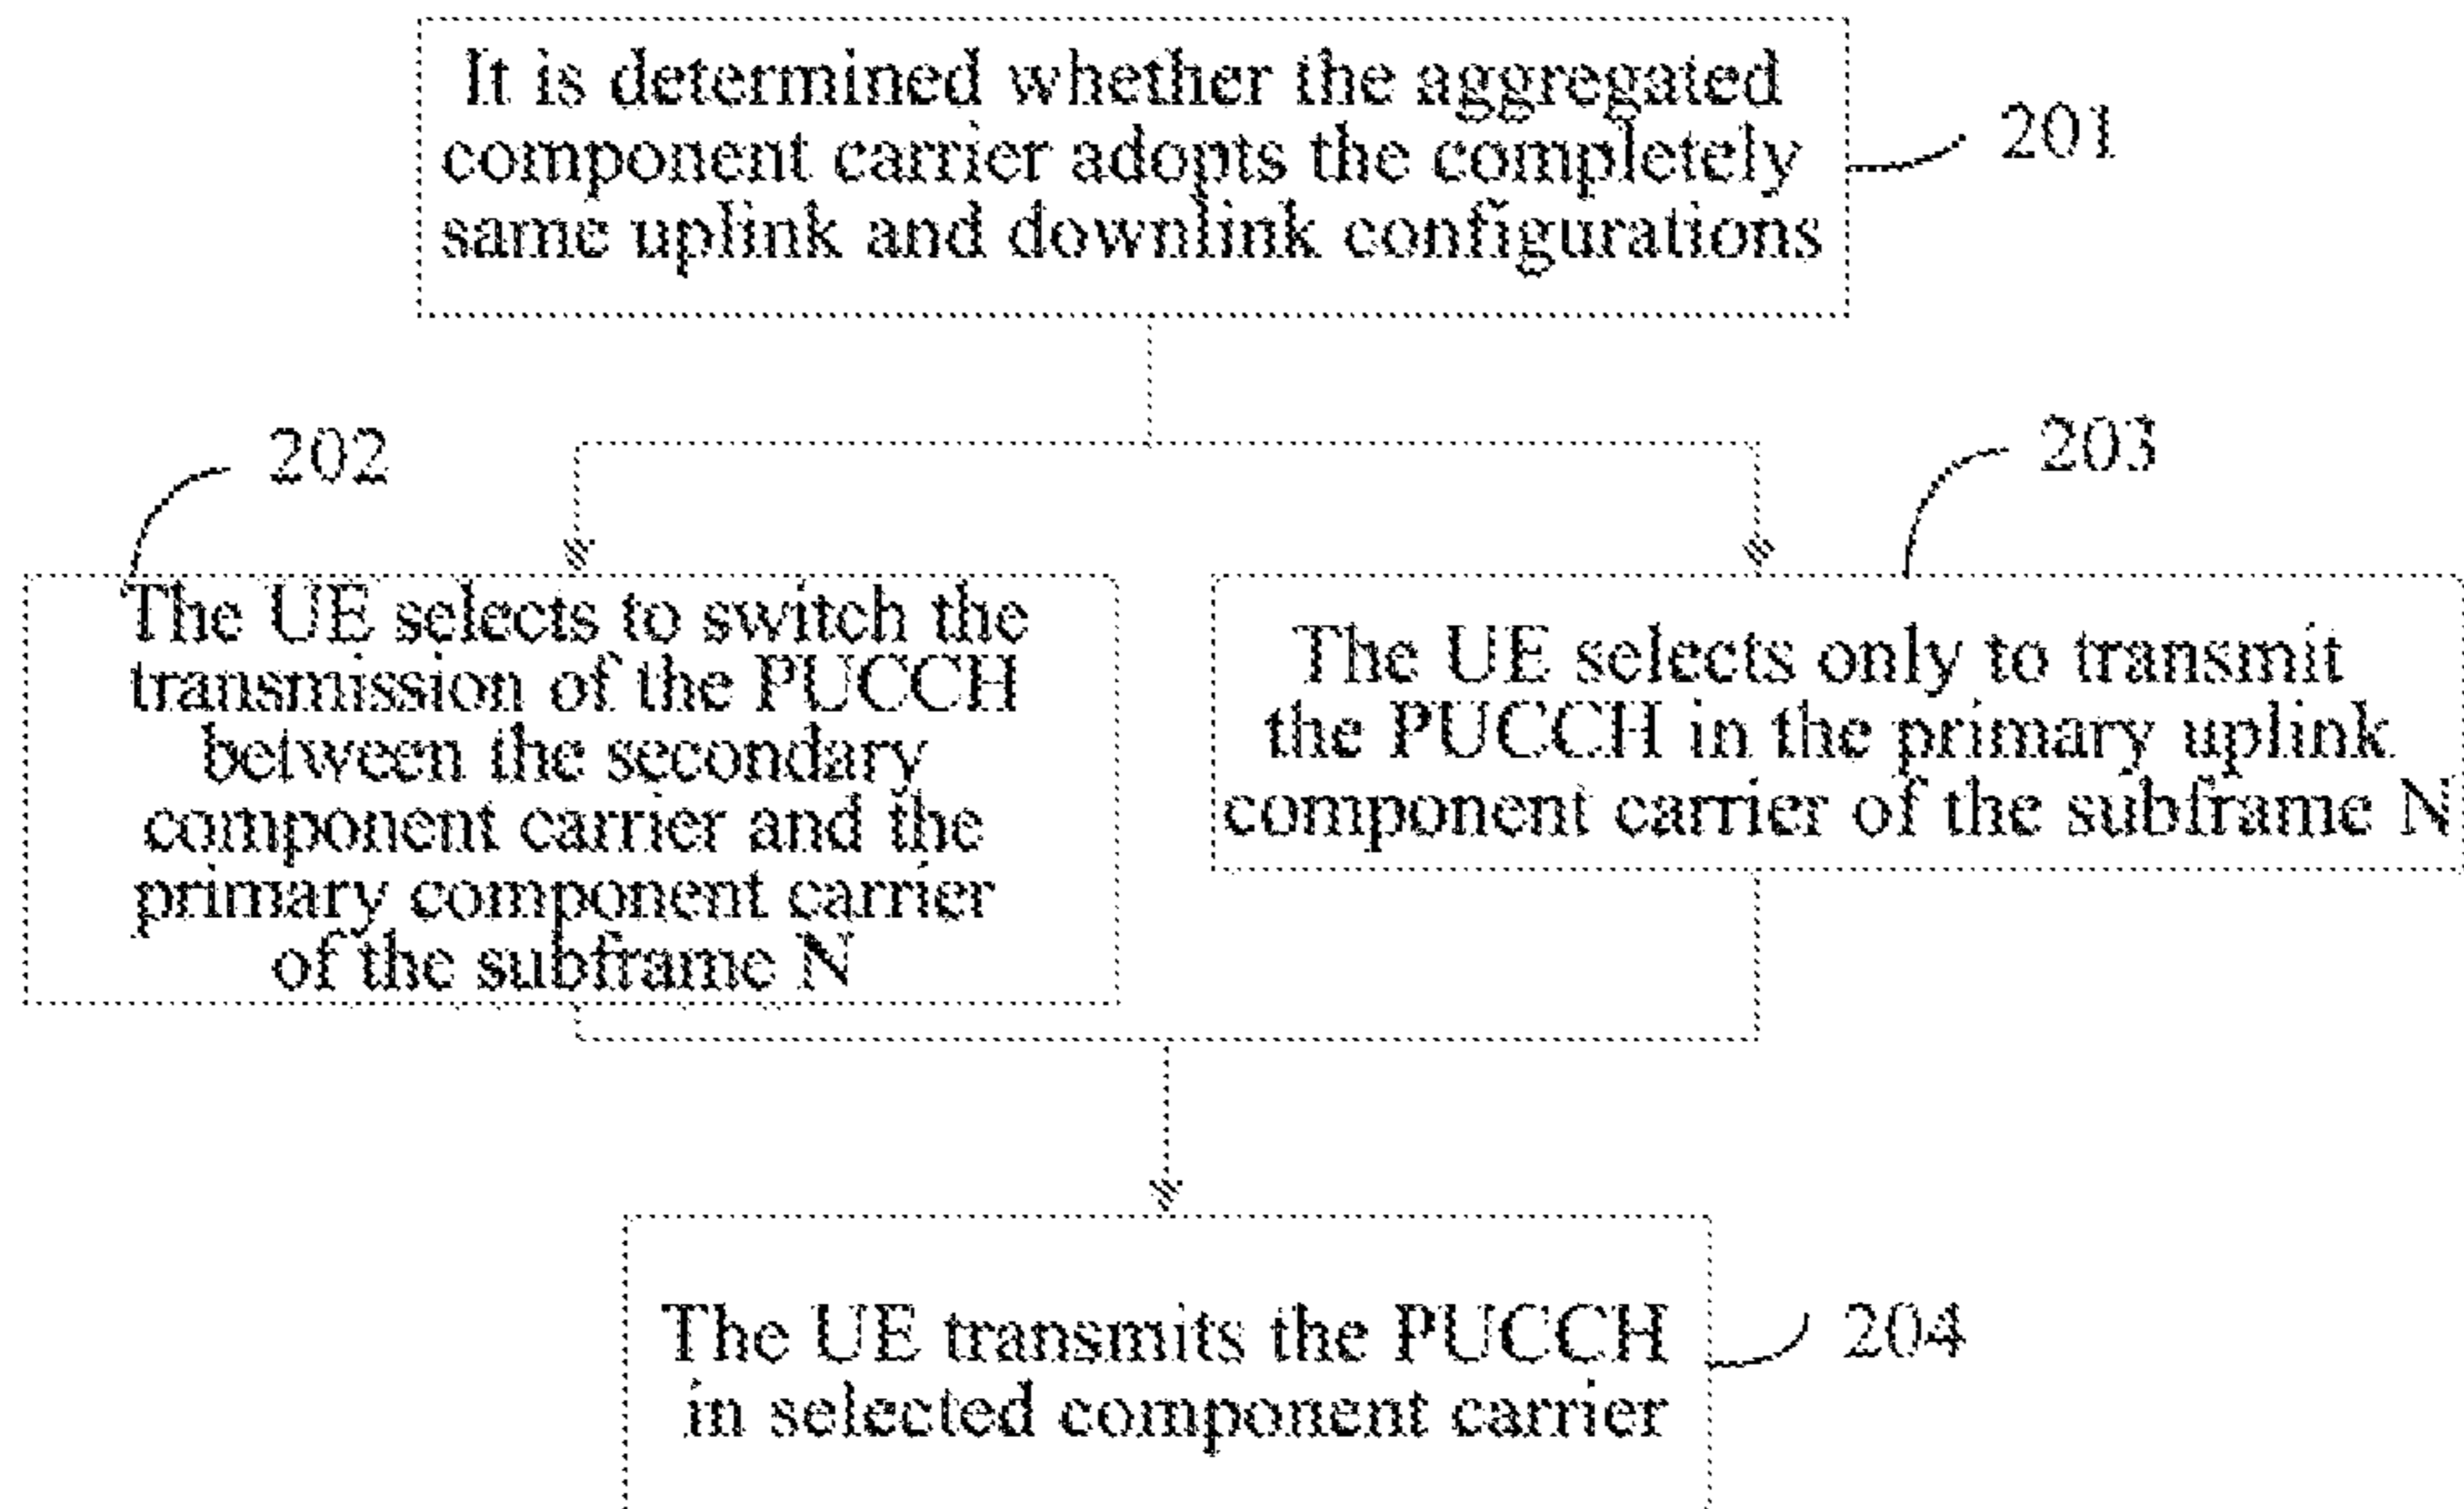 It is determined whether the aggregated
component carrier adopts the completely
same uplink and downlink configurations
201
202
The UE selects to switch the
transmission of the PUCCH
between the secondary
component carrier and the
primary component carrier
of the subframe N
203
The UE selects only to transmit
the PUCCH in the primary uplink
component carrier of the subframe N
The UE transmits the PUCCH
in selected component carrier
204